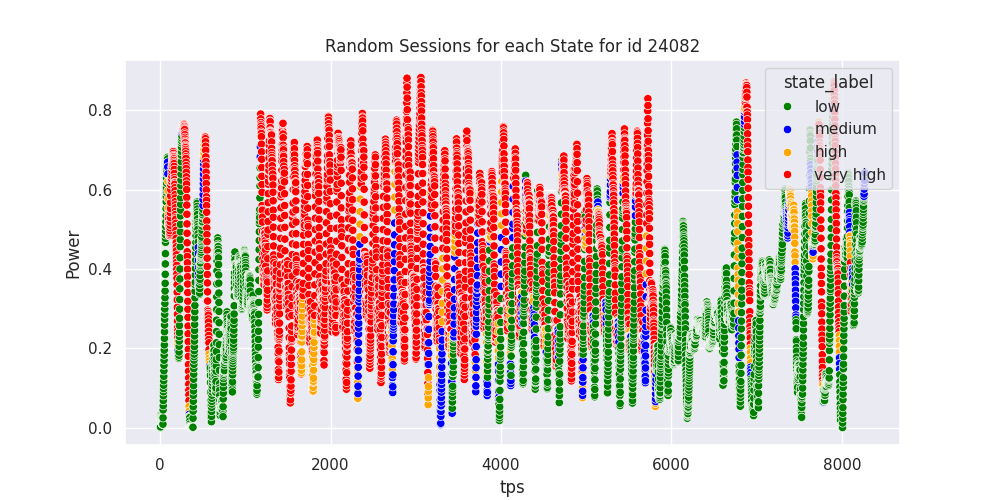 Random Sessions for each State for id 24082
state_label
low
medium
high
very high
Power
0.8
0.6
0.4
0.2
0.0
0
2000
4000
6000
8000
tps